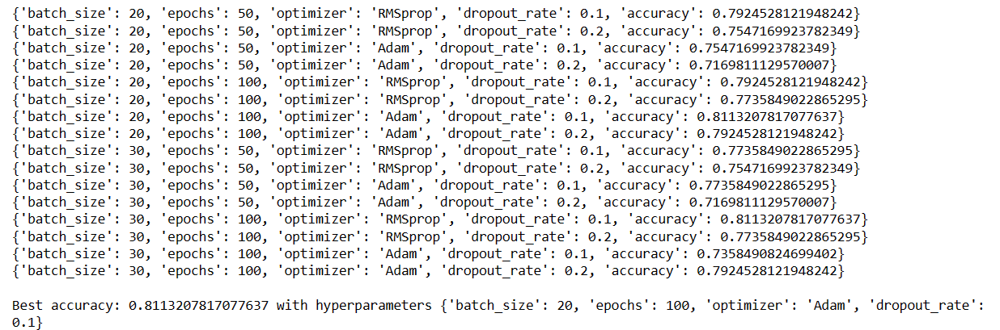 {'batch_size': 20, 'epochs': 50, 'optimizer': 'RMSprop', 'dropout_rate': 0.1, 'accuracy': 0.7924528121948242}
{'batch_size': 20, 'epochs': 50, 'optimizer': 'RMSprop', 'dropout_rate': 0.2, 'accuracy': 0.7547169923782349}
{'batch_size': 20, 'epochs': 50, 'optimizer': 'Adam', 'dropout_rate': 0.1, 'accuracy': 0.7547169923782349}
{'batch_size': 20, 'epochs': 50, 'optimizer': 'Adam', 'dropout_rate': 0.2, 'accuracy': 0.7169811129570007}
{'batch_size': 20, 'epochs': 100, 'optimizer': 'RMSprop', 'dropout_rate': 0.1, 'accuracy': 0.7924528121948242}
{'batch_size': 20, 'epochs': 100, 'optimizer': 'RMSprop', 'dropout_rate': 0.2, 'accuracy': 0.7735849022865295}
{'batch_size': 20, 'epochs': 100, 'optimizer': 'Adam', 'dropout_rate': 0.1, 'accuracy': 0.8113207817077637}
{'batch_size': 20, 'epochs': 100, 'optimizer': 'Adam', 'dropout_rate': 0.2, 'accuracy': 0.7924528121948242}
{'batch_size': 30, 'epochs': 50, 'optimizer': 'RMSprop', 'dropout_rate': 0.1, 'accuracy': 0.7735849022865295}
{'batch_size': 30, 'epochs': 50, 'optimizer': 'RMSprop', 'dropout_rate': 0.2, 'accuracy': 0.7547169923782349}
{'batch_size': 30, 'epochs': 50, 'optimizer': 'Adam', 'dropout_rate': 0.1, 'accuracy': 0.7735849022865295}
{'batch_size': 30, 'epochs': 50, 'optimizer': 'Adam', 'dropout_rate': 0.2, 'accuracy': 0.7169811129570007}
{'batch_size': 30, 'epochs': 100, 'optimizer': 'RMSprop', 'dropout_rate': 0.1, 'accuracy': 0.8113207817077637}
{'batch_size': 30, 'epochs': 100, 'optimizer': 'RMSprop', 'dropout_rate': 0.2, 'accuracy': 0.7735849022865295}
{'batch_size': 30, 'epochs': 100, 'optimizer': 'Adam', 'dropout_rate': 0.1, 'accuracy': 0.7358490824699402}
{'batch_size': 30, 'epochs': 100, 'optimizer': 'Adam', 'dropout_rate': 0.2, 'accuracy': 0.7924528121948242}
Best accuracy: 0.8113207817077637 with hyperparameters {'batch_size': 20, 'epochs': 100, 'optimizer': 'Adam', 'dropout_rate':
0.1}